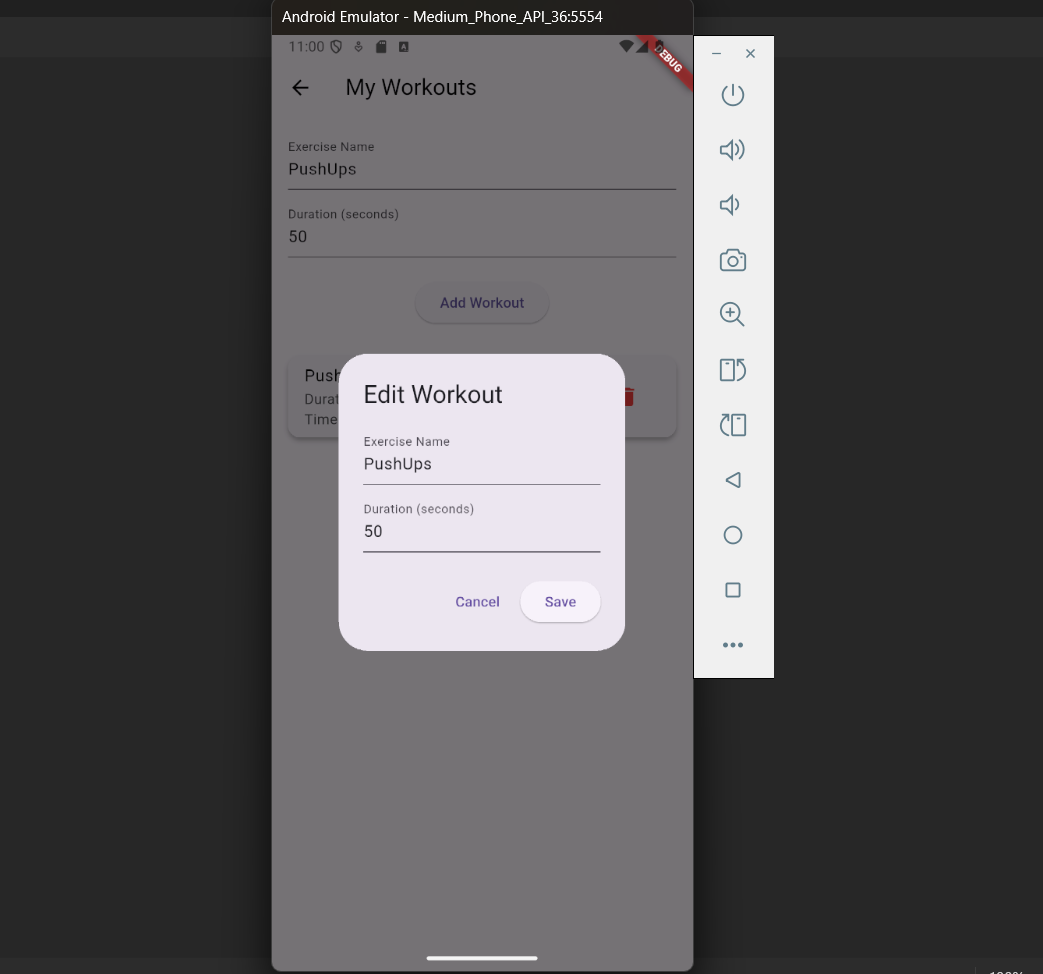 Android Emulator - Medium_Phone_API_36:5554
11:00
DEBUG
My Workouts
Exercise Name
PushUps
Duration (seconds)
50
Add Workout
Push
Durat
Time
Edit Workout
Exercise Name
PushUps
Duration (seconds)
50
Cancel
Save